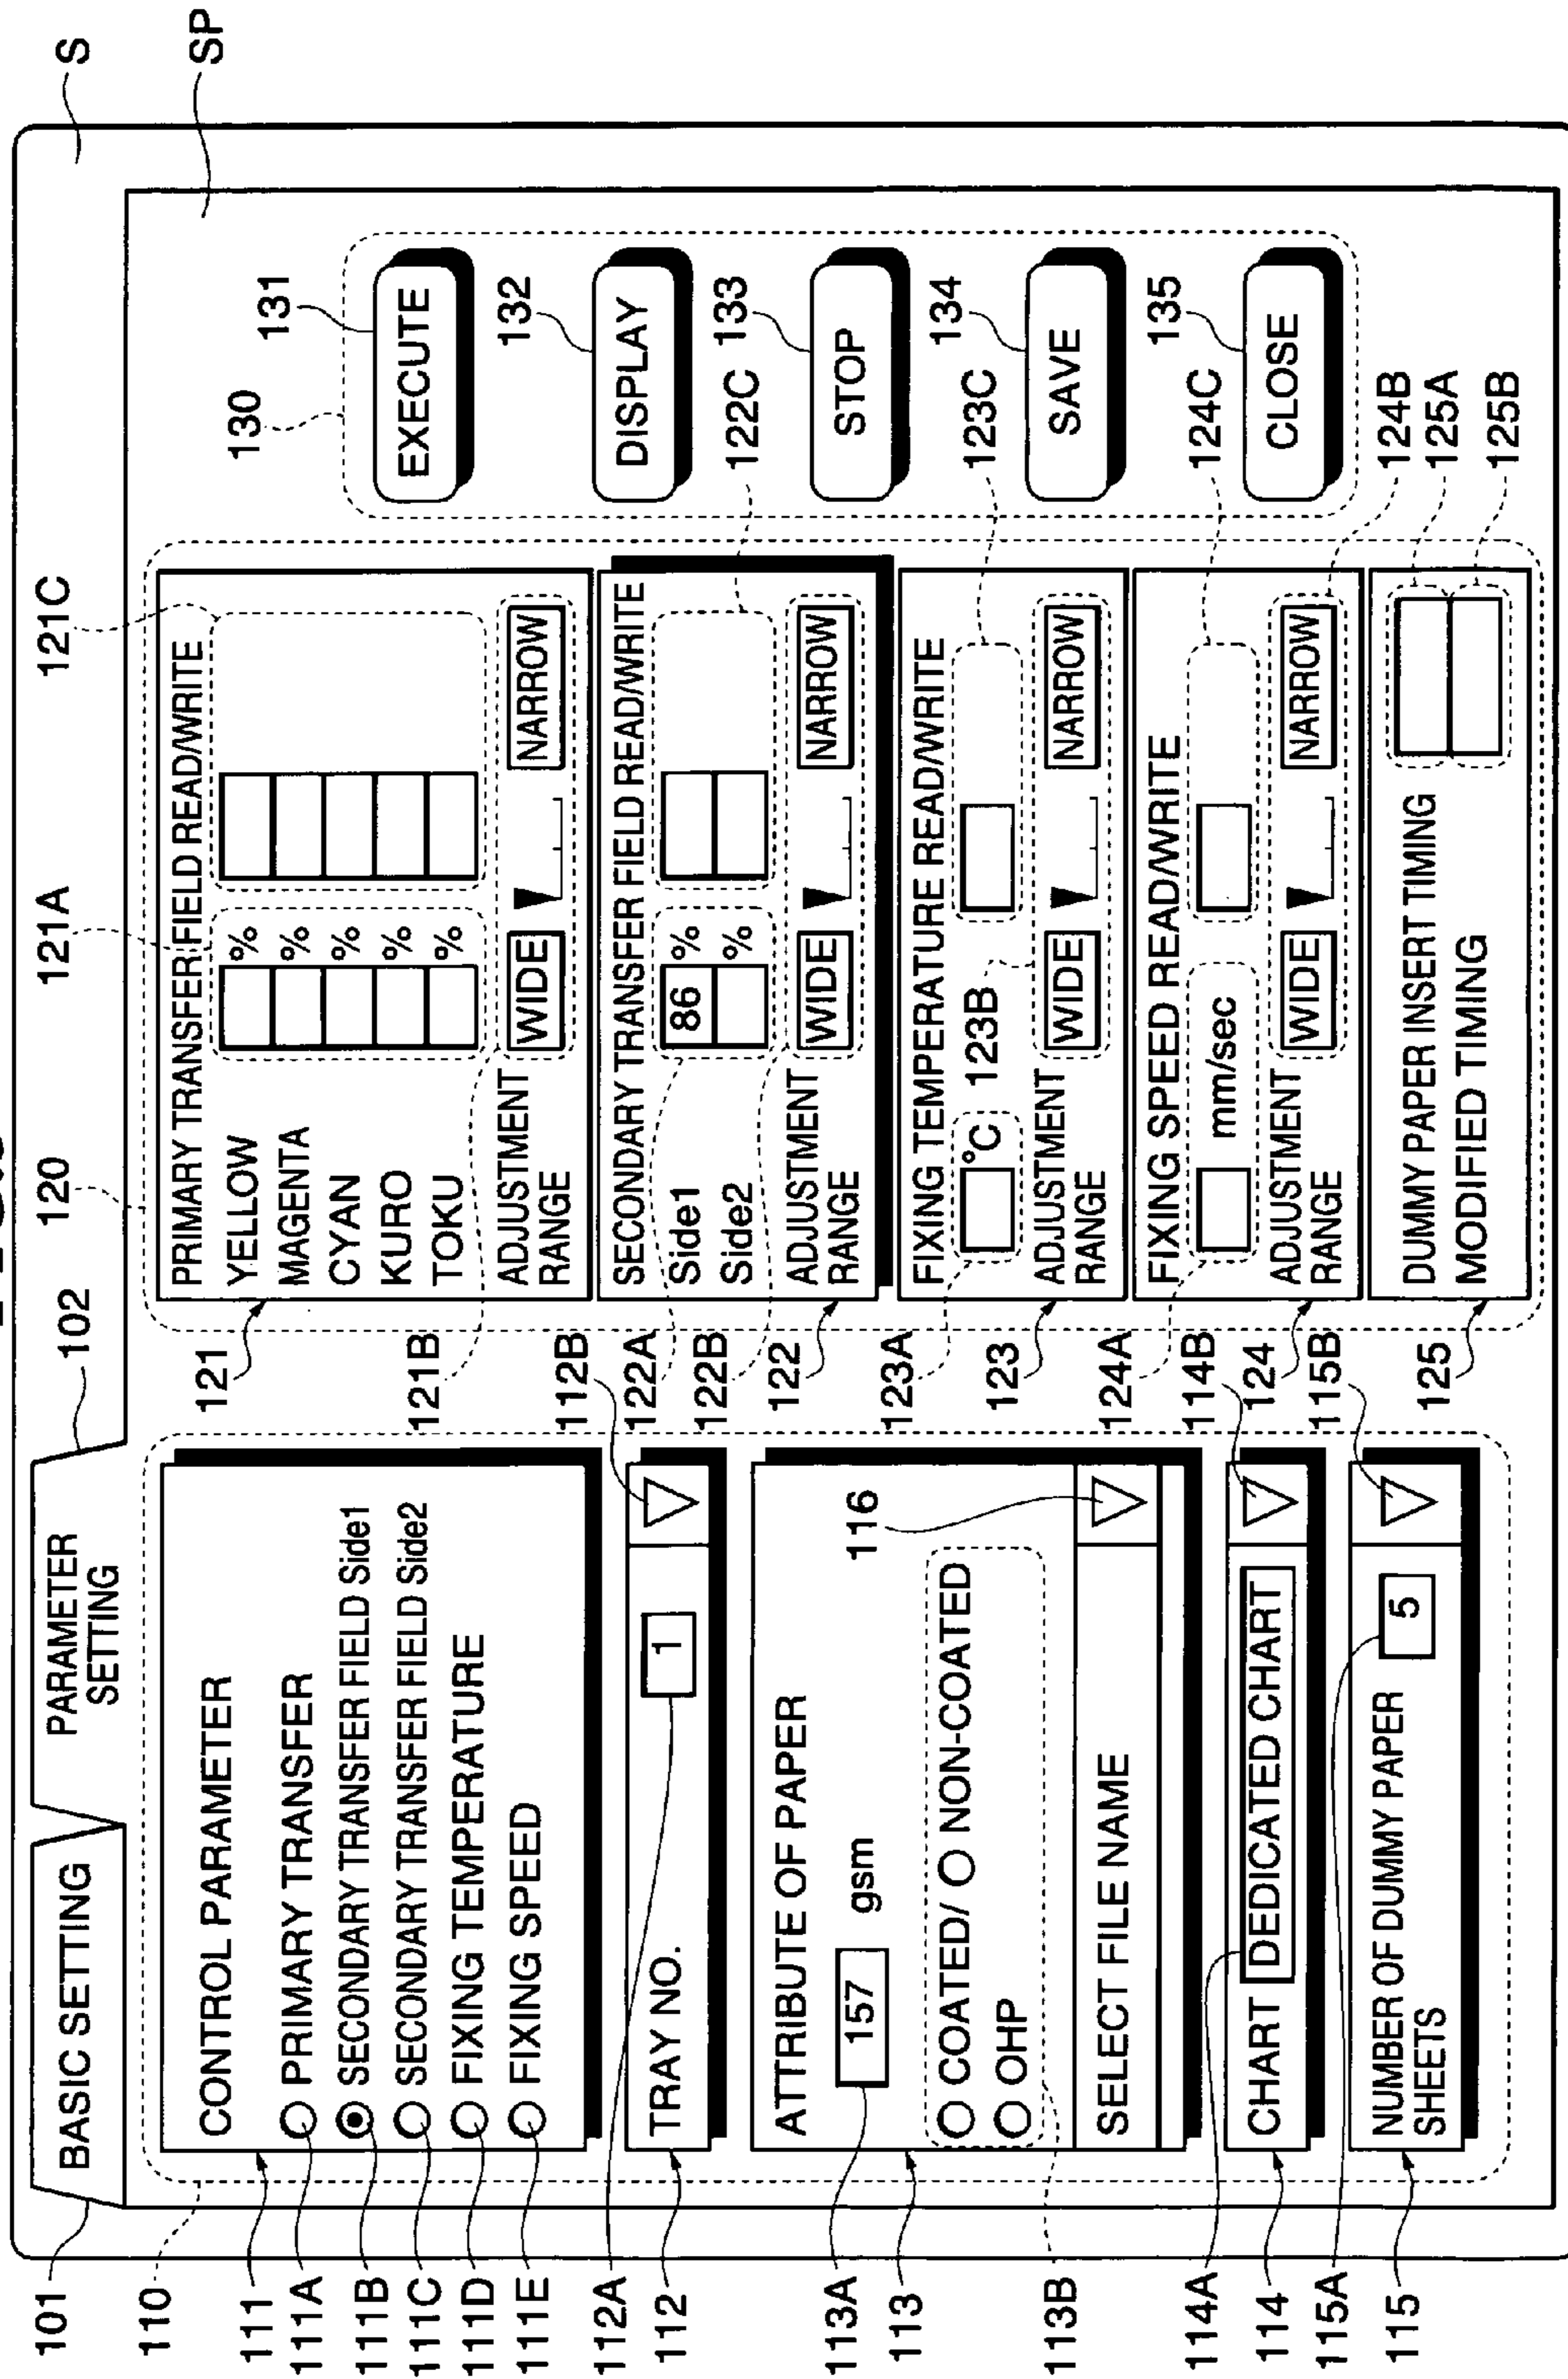 S
SP
101
BASIC SETTING
PARAMETER
SETTING
102
110
111
CONTROL PARAMETER
111A
PRIMARY TRANSFER
111B
SECONDARY TRANSFER FIELD Side1
111C
SECONDARY TRANSFER FIELD Side2
111D
FIXING TEMPERATURE
111E
FIXING SPEED
112A
112
TRAY NO. 1
112B
113A
ATTRIBUTE OF PAPER
157 gsm
116
113
COATED/ NON-COATED
OHP
113B
SELECT FILE NAME
114A
114
CHART DEDICATED CHART
114B
115A
115
NUMBER OF DUMMY PAPER
SHEETS
5
115B
120
121A
121C
121
PRIMARY TRANSFER FIELD READ/WRITE
YELLOW %
MAGENTA %
CYAN %
KURO %
TOKU %
121B
ADJUSTMENT
RANGE
WIDE NARROW
122A
122B
122
SECONDARY TRANSFER FIELD READ/WRITE
122C
Side1 86 %
Side2 %
ADJUSTMENT
RANGE
WIDE NARROW
123A
123
FIXING TEMPERATURE READ/WRITE
123C
°C 123B
ADJUSTMENT
RANGE
WIDE NARROW
124A
124
FIXING SPEED READ/WRITE
124C
mm/sec
ADJUSTMENT
RANGE
WIDE NARROW
124B
125
DUMMY PAPER INSERT TIMING
125A
MODIFIED TIMING
125B
130
131
EXECUTE
132
DISPLAY
133
STOP
134
SAVE
135
CLOSE